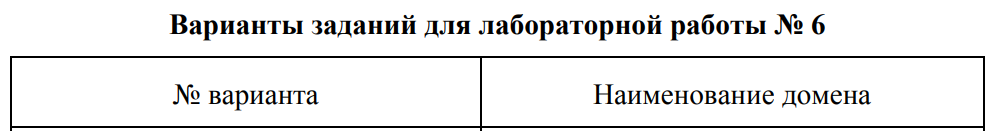 Варианты заданий для лабораторной работы № 6
№ варианта
Наименование домена